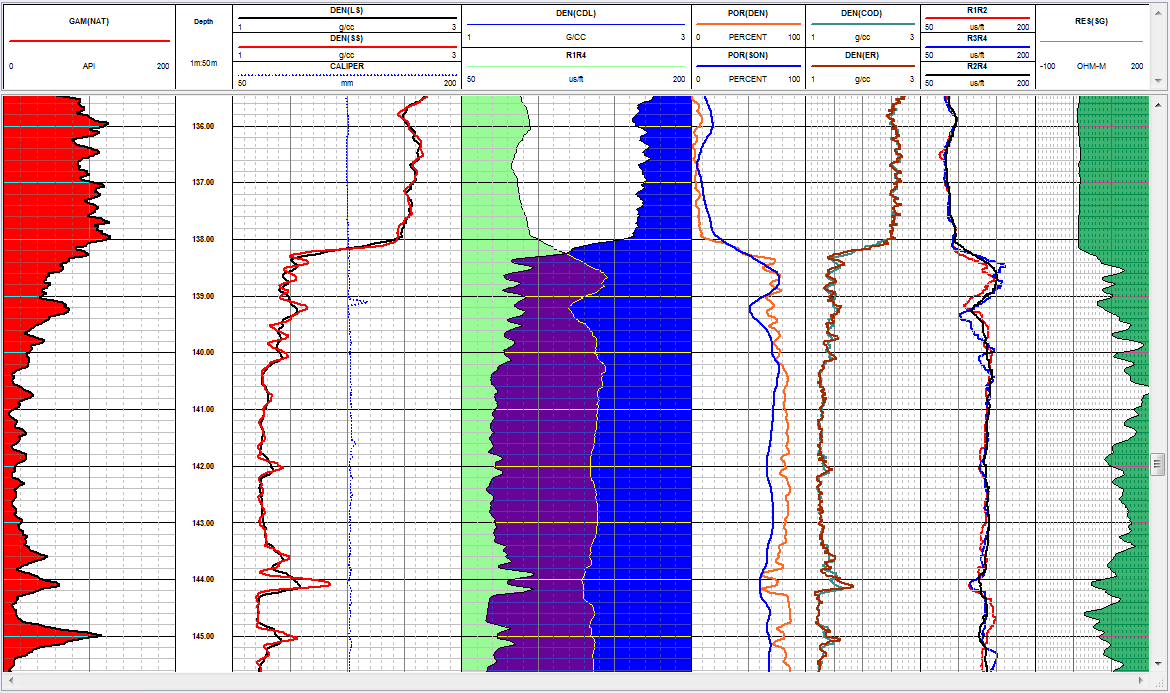 GAM(NAT)
0 API 200
Depth
1m:50m
DEN(LS)
1 g/cc 3
DEN(SS)
1 g/cc 3
CALIPER
50 mm 200
DEN(CDL)
1 G/CC 3
R1R4
50 us/ft 200
POR(DEN)
0 PERCENT 100
POR(SON)
0 PERCENT 100
DEN(COD)
1 g/cc 3
DEN(ER)
1 g/cc 3
R1R2
50 us/ft 200
R3R4
50 us/ft 200
R2R4
50 us/ft 200
RES(SG)
-100 OHM-M 200
136.00
137.00
138.00
139.00
140.00
141.00
142.00
143.00
144.00
145.00